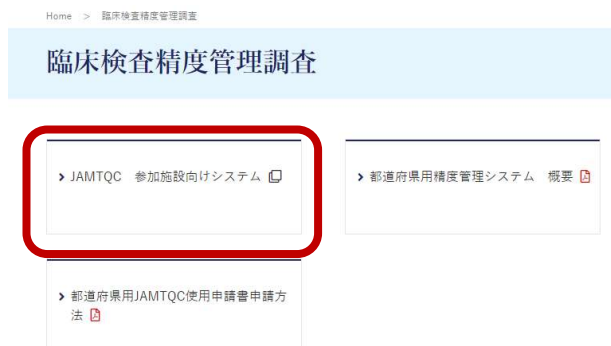 Home > 臨床検査精度管理調査
臨床検査精度管理調査
JAMTQC 参加施設向けシステム
都道府県用精度管理システム 概要
都道府県用JAMTQC使用申請書申請方
法